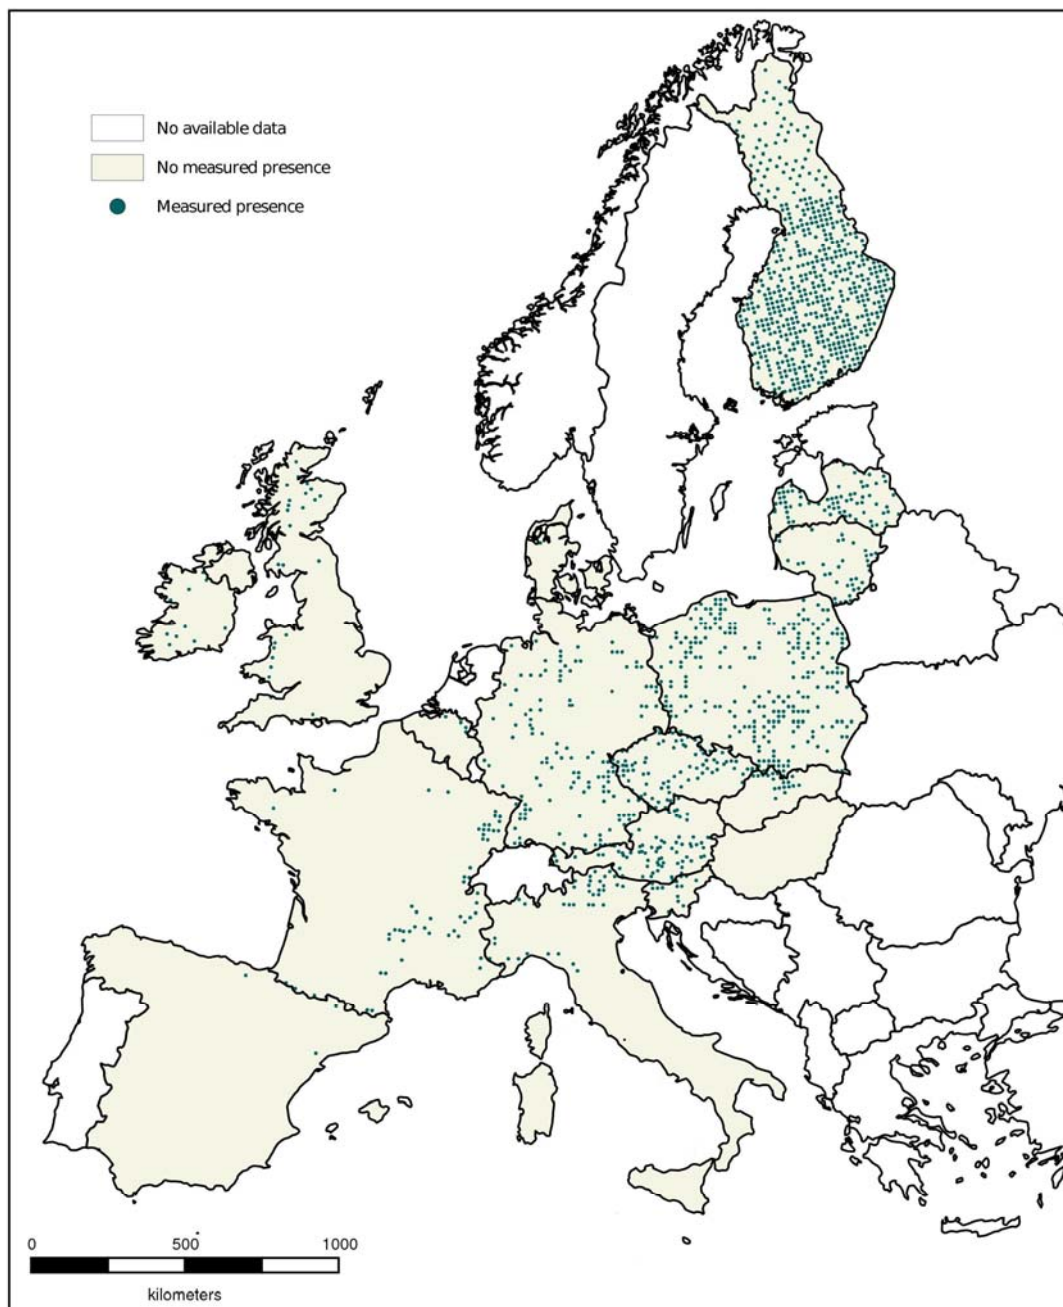 No available data
No measured presence
Measured presence
0 500 1000
kilometers